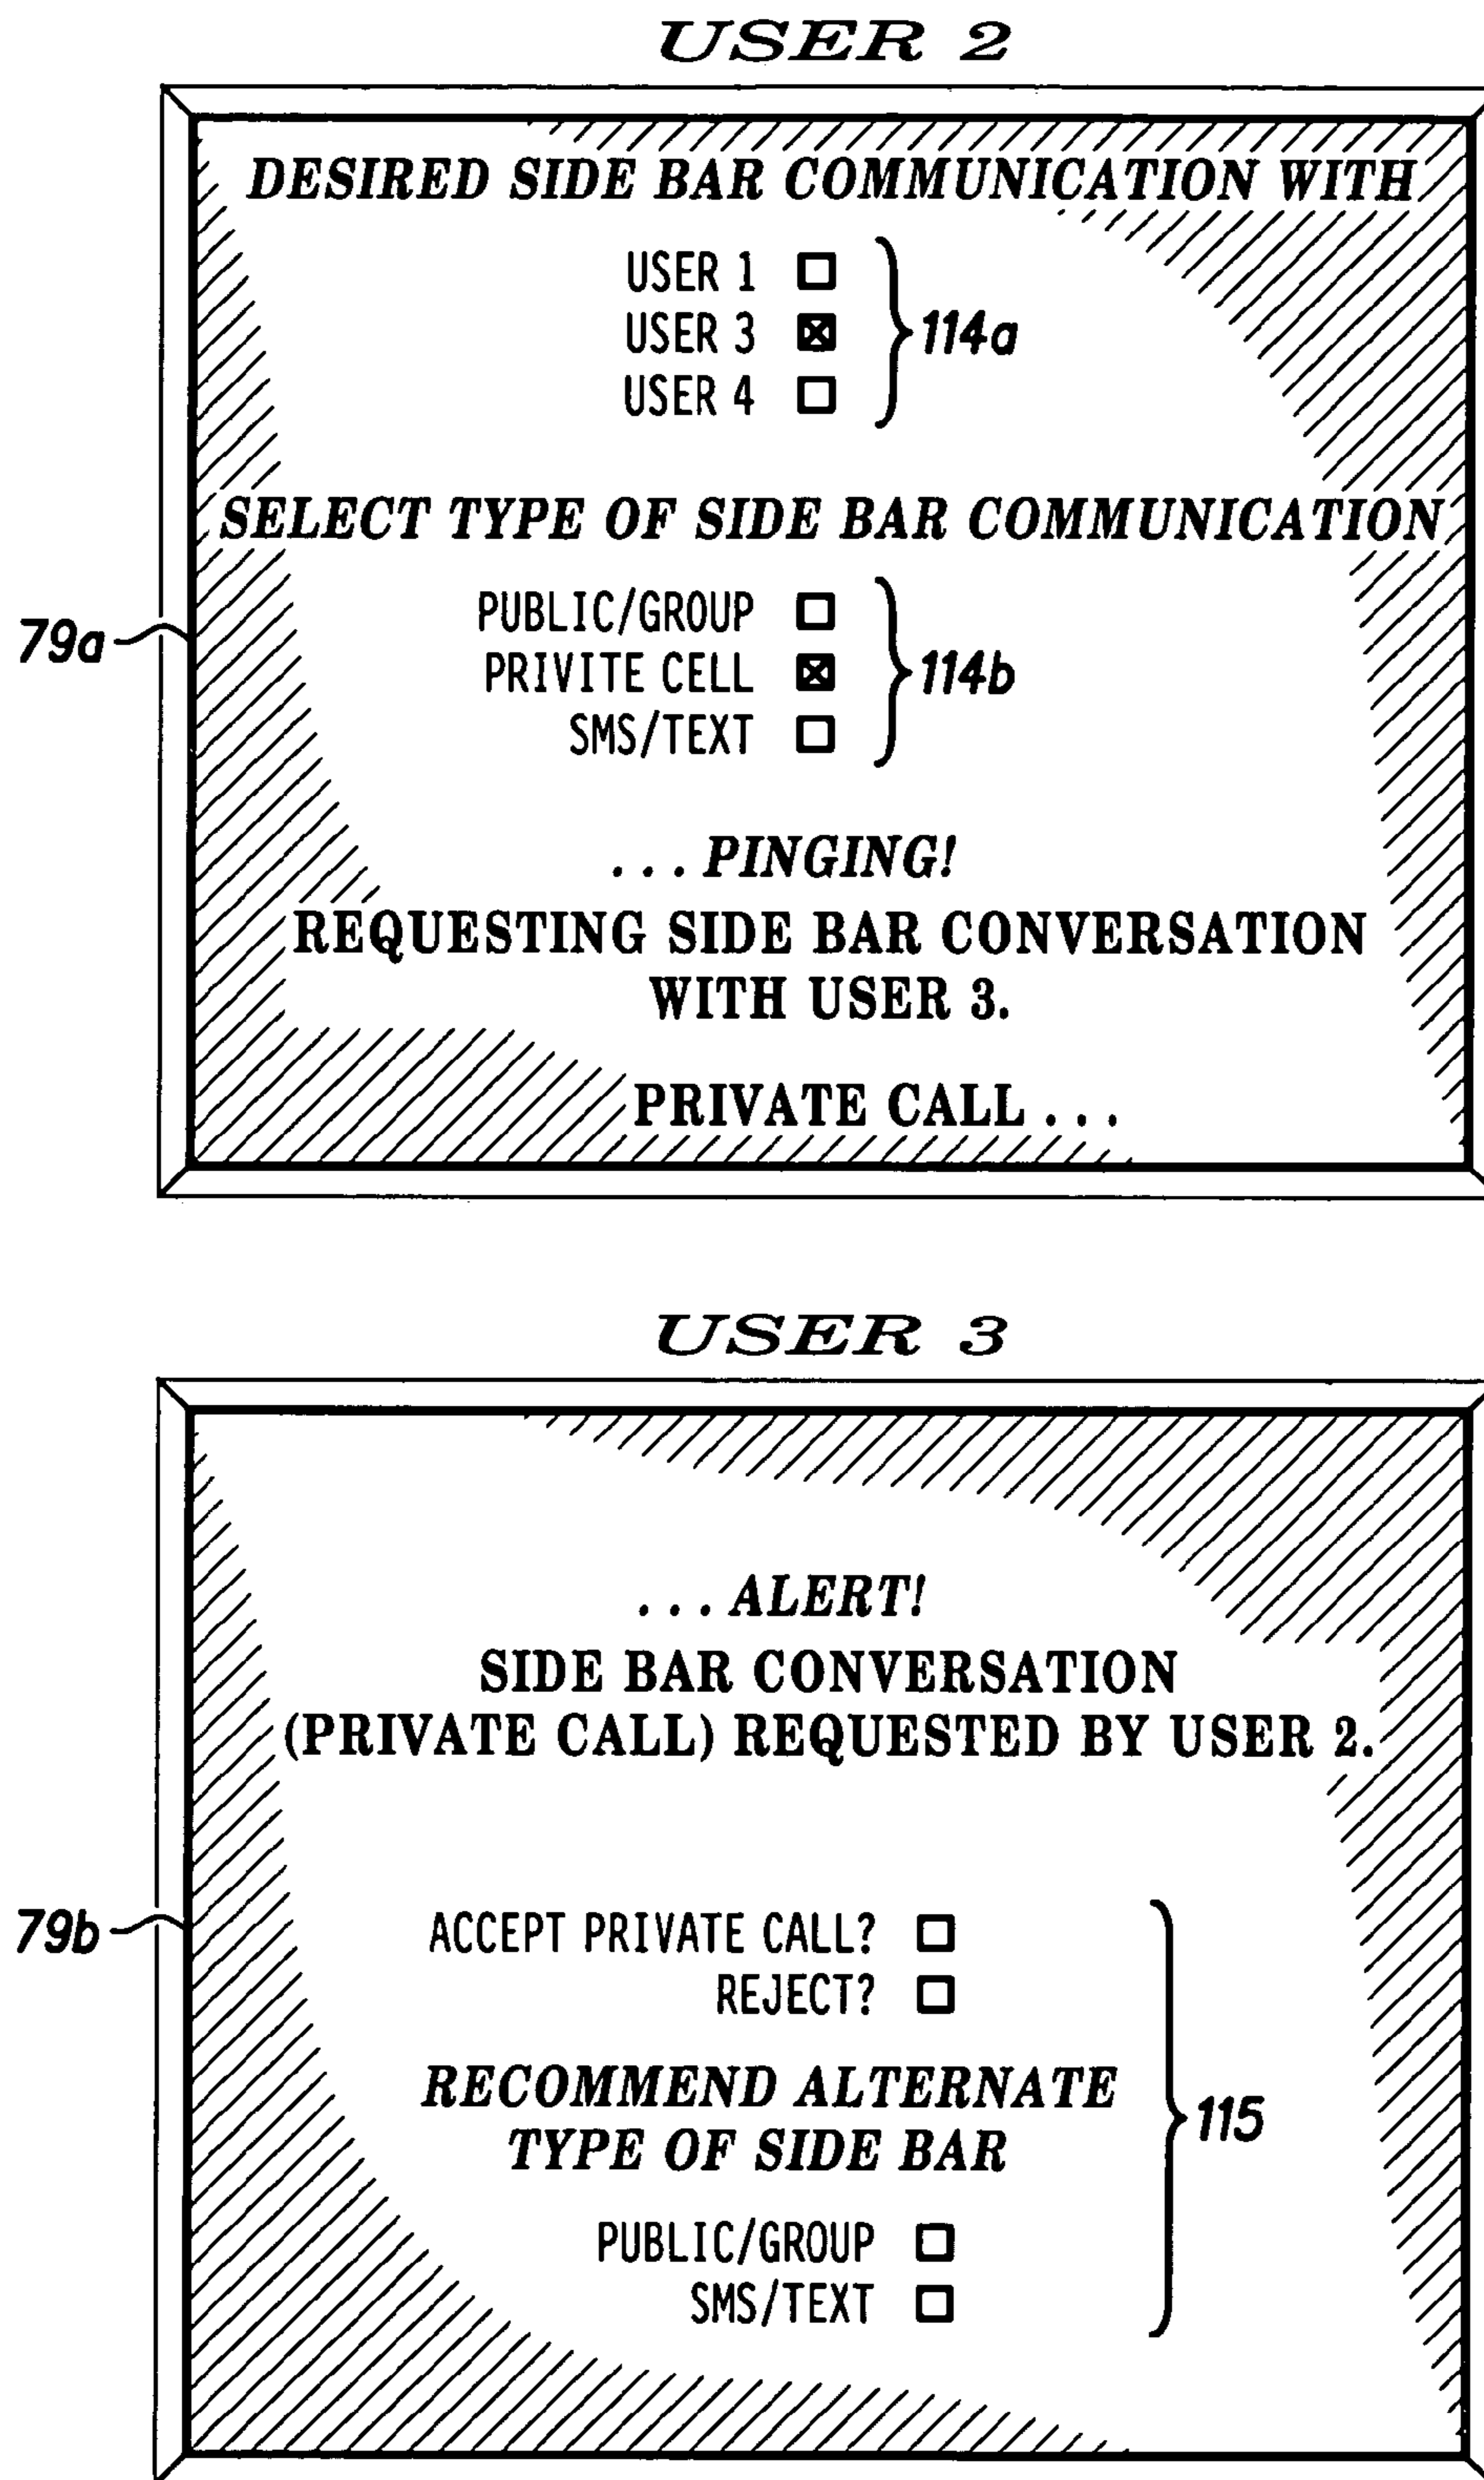 USER 2
DESIRED SIDE BAR COMMUNICATION WITH
USER 1
USER 3
114a
USER 4
SELECT TYPE OF SIDE BAR COMMUNICATION
PUBLIC/GROUP
79a
PRIVITE CELL
114b
SMS/TEXT
...PINGING!
REQUESTING SIDE BAR CONVERSATION
WITH USER 3.
PRIVATE CALL...
USER 3
...ALERT!
SIDE BAR CONVERSATION
(PRIVATE CALL) REQUESTED BY USER 2.
79b
ACCEPT PRIVATE CALL?
REJECT?
RECOMMEND ALTERNATE
TYPE OF SIDE BAR
115
PUBLIC/GROUP
SMS/TEXT